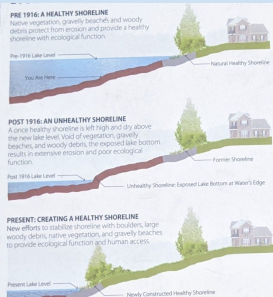 PRE 1916: A HEALTHY SHORELINE
Native vegetation, gravelly beaches and woody
debris protect from erosion and provide a healthy
shoreline with ecological function.
Pre-1916 Lake Level
Natural Healthy Shoreline
You Are Here
POST 1916: AN UNHEALTHY SHORELINE
A once healthy shoreline is left high and dry above
the new lake level. Void of vegetation, gravelly
beaches, and woody debris, the exposed lake bottom
results in extensive erosion and poor ecological
function.
Former Shoreline
Post 1916 Lake Level
Unhealthy Shoreline: Exposed Lake Bottom at Water's Edge
PRESENT: CREATING A HEALTHY SHORELINE
New efforts to stabilize shoreline with boulders, large
woody debris, native vegetation, and gravelly beaches
to provide ecological function and human access.
Present Lake Level
Newly Constructed Healthy Shoreline